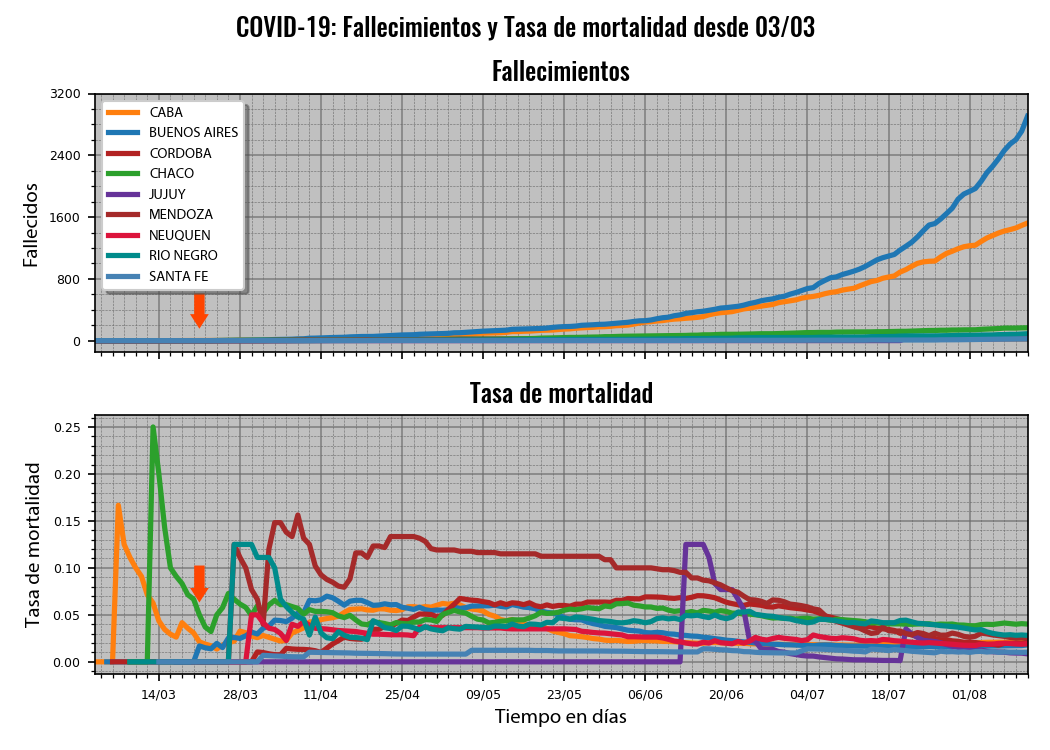 COVID-19: Fallecimientos y Tasa de mortalidad desde 03/03
Fallecimientos
3200
2400
1600
800
0
Fallecidos
CABA
BUENOS AIRES
CORDOBA
CHACO
JUJUY
MENDOZA
NEUQUEN
RIO NEGRO
SANTA FE
Tasa de mortalidad
0.25
0.20
0.15
0.10
0.05
0.00
Tasa de mortalidad
14/03 28/03 11/04 25/04 09/05 23/05 06/06 20/06 04/07 18/07 01/08
Tiempo en días